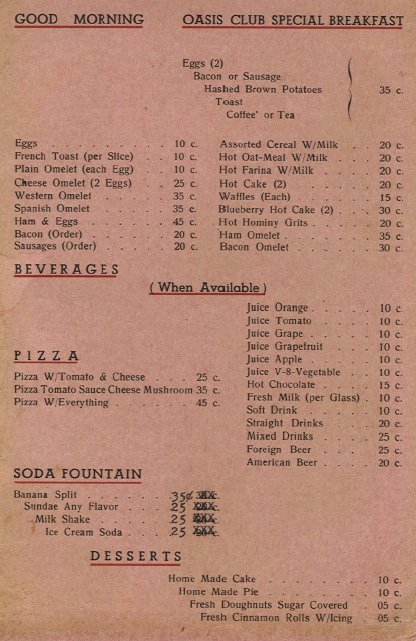 GOOD MORNING
OASIS CLUB SPECIAL BREAKFAST
Eggs (2)
Bacon or Sausage
Hashed Brown Potatoes 35 c.
Toast
Coffee or Tea
Eggs . . . . . . . 10 c.
French Toast (per Slice) . . 10 c.
Plain Omelet (each Egg) . . 10 c.
Cheese Omelet (2 Eggs) . . 25 c.
Western Omelet . . . . . 35 c.
Spanish Omelet . . . . . 35 c.
Ham & Eggs . . . . . . 45 c.
Bacon (Order) . . . . . 20 c.
Sausages (Order) . . . . 20 c.
Assorted Cereal W/Milk . . 20 c.
Hot Oat-Meal W/Milk . . . 20 c.
Hot Farina W/Milk . . . 20 c.
Hot Cake (2) . . . . . 20 c.
Waffles (Each) . . . . . 15 c.
Blueberry Hot Cake (2) . . 30 c.
Hot Hominy Grits . . . . 20 c.
Ham Omelet . . . . . . 35 c.
Bacon Omelet . . . . . 30 c.
BEVERAGES
(When Available)
Juice Orange . . . . . 10 c.
Juice Tomato . . . . . 10 c.
Juice Grape . . . . . 10 c.
Juice Grapefruit . . . . 10 c.
Juice Apple . . . . . 10 c.
Juice V-8-Vegetable . . . 10 c.
Hot Chocolate . . . . . 15 c.
Fresh Milk (per Glass) . . 10 c.
Soft Drink . . . . . . 10 c.
Straight Drinks . . . . 20 c.
Mixed Drinks . . . . . 25 c.
Foreign Beer . . . . . 25 c.
American Beer . . . . . 20 c.
PIZZA
Pizza W/Tomato & Cheese . . . . 25 c.
Pizza Tomato Sauce Cheese Mushroom 35 c.
Pizza W/Everything . . . . . 45 c.
SODA FOUNTAIN
Banana Split . . . . . . . 35¢ c.
Sundae Any Flavor . . . . . 25 XXX c.
Milk Shake . . . . . . 25 XXX c.
Ice Cream Soda . . . . . 25 XXX c.
DESSERTS
Home Made Cake . . . . . . . 10 c.
Home Made Pie . . . . . . . 10 c.
Fresh Doughnuts Sugar Covered . 05 c.
Fresh Cinnamon Rolls W/Icing . 05 c.